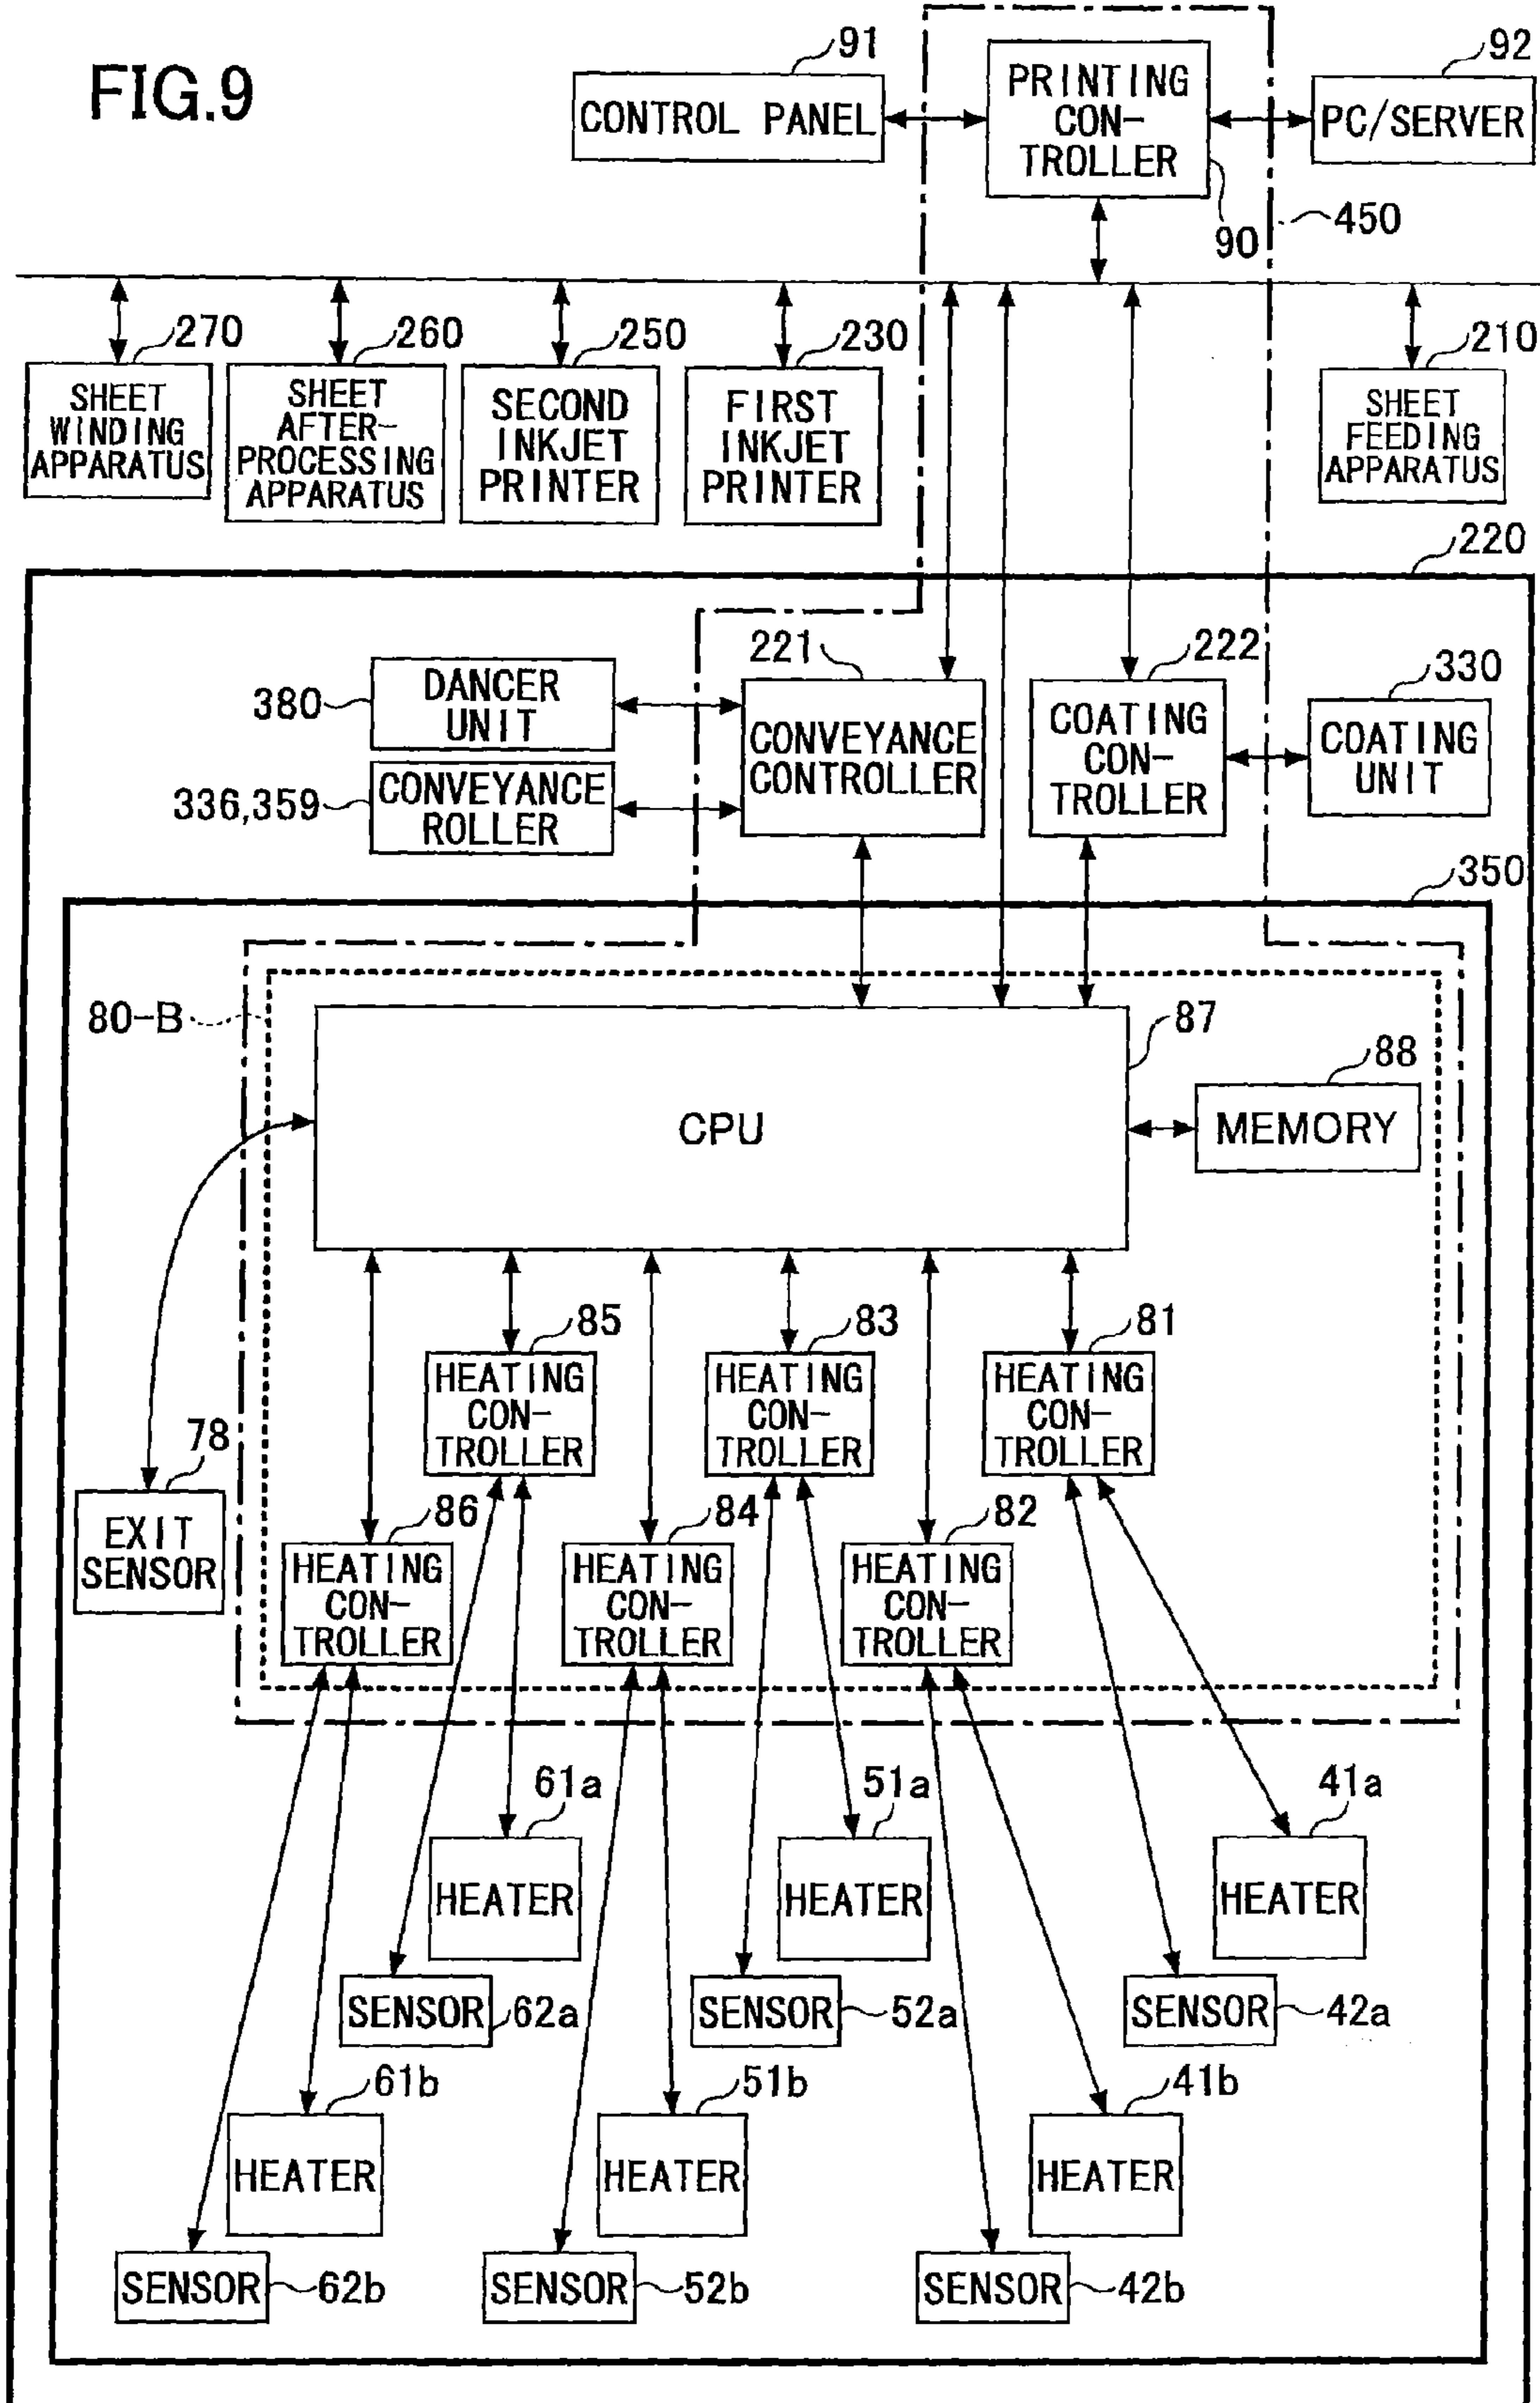 FIG.9
91
CONTROL PANEL
PRINTING
CON-
TROLLER
90
92
PC/SERVER
450
270
SHEET
WINDING
APPARATUS
260
SHEET
AFTER-
PROCESSING
APPARATUS
250
SECOND
INKJET
PRINTER
230
FIRST
INKJET
PRINTER
210
SHEET
FEEDING
APPARATUS
220
380
DANCER
UNIT
336,359
CONVEYANCE
ROLLER
221
CONVEYANCE
CONTROLLER
222
COATING
CON-
TROLLER
330
COATING
UNIT
350
80-B
87
CPU
88
MEMORY
85
HEATING
CON-
TROLLER
83
HEATING
CON-
TROLLER
81
HEATING
CON-
TROLLER
78
EXIT
SENSOR
86
HEATING
CON-
TROLLER
84
HEATING
CON-
TROLLER
82
HEATING
CON-
TROLLER
61a
HEATER
51a
HEATER
41a
HEATER
SENSOR
62a
SENSOR
52a
SENSOR
42a
61b
HEATER
51b
HEATER
41b
HEATER
SENSOR
62b
SENSOR
52b
SENSOR
42b